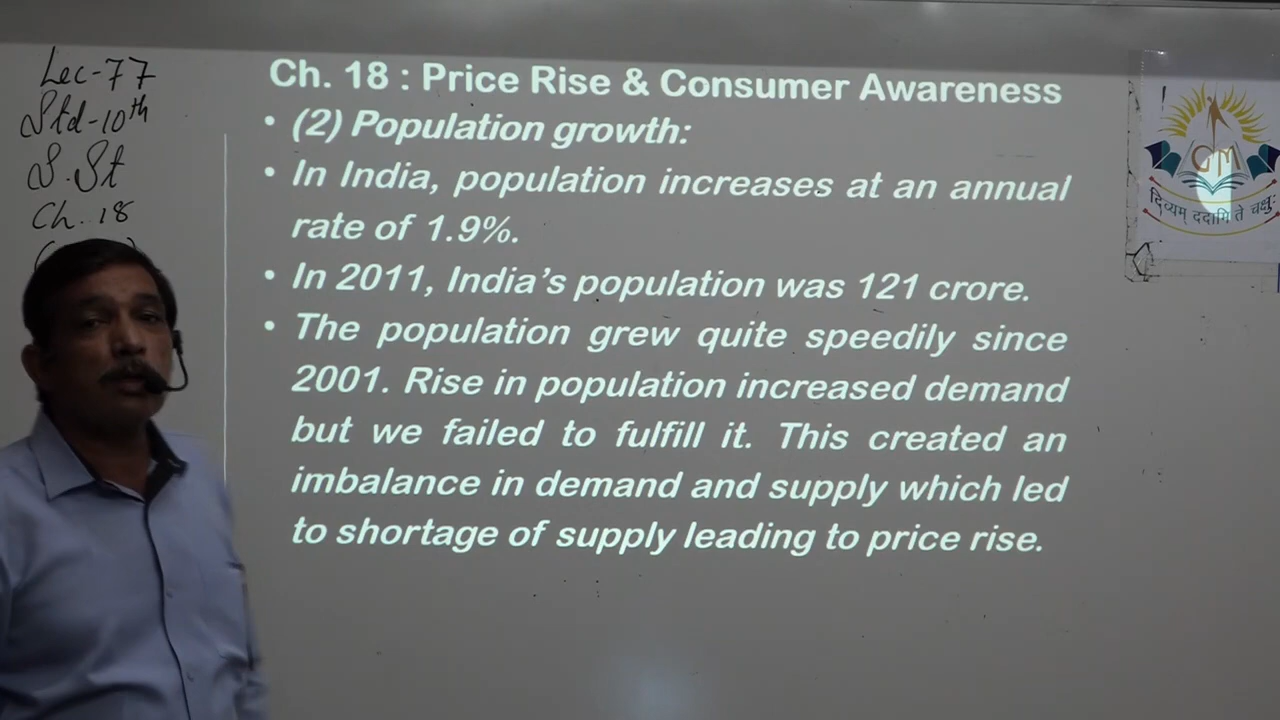 Lec-77
Std-10th
S.St
Ch. 18
Ch. 18 : Price Rise & Consumer Awareness
• (2) Population growth:
• In India, population increases at an annual
rate of 1.9%.
• In 2011, India's population was 121 crore.
• The population grew quite speedily since
2001. Rise in population increased demand
but we failed to fulfill it. This created an
imbalance in demand and supply which led
to shortage of supply leading to price rise.
GM
दिव्यम् ददामि ते चक्षुः